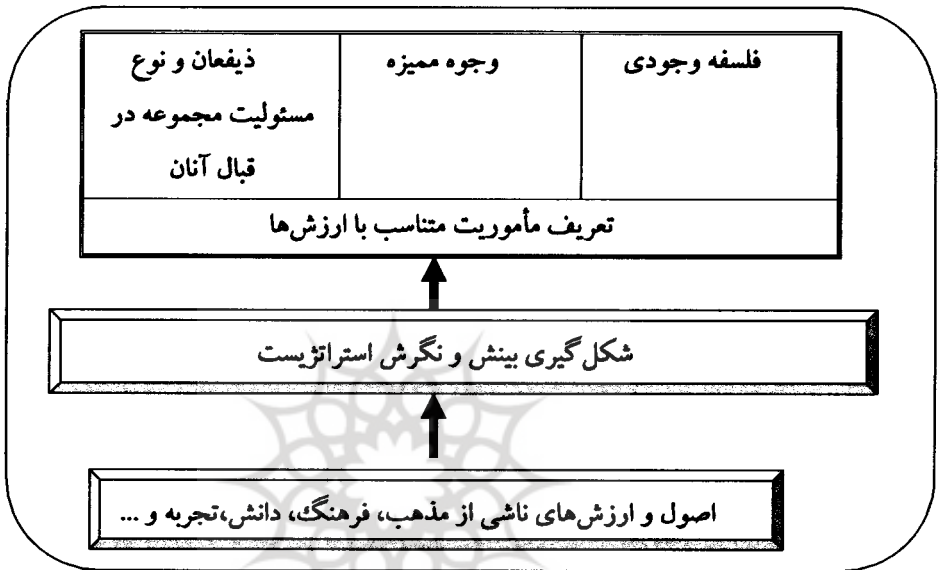 فلسفه وجودی
وجوه ممیزه
ذیفعان و نوع
مسئولیت مجموعه در
قبال آنان
تعریف مأموریت متناسب با ارزش‌ها
شکل‌گیری بینش و نگرش استراتژیست
اصول و ارزش‌های ناشی از مذهب، فرهنگ، دانش،تجربه و ...